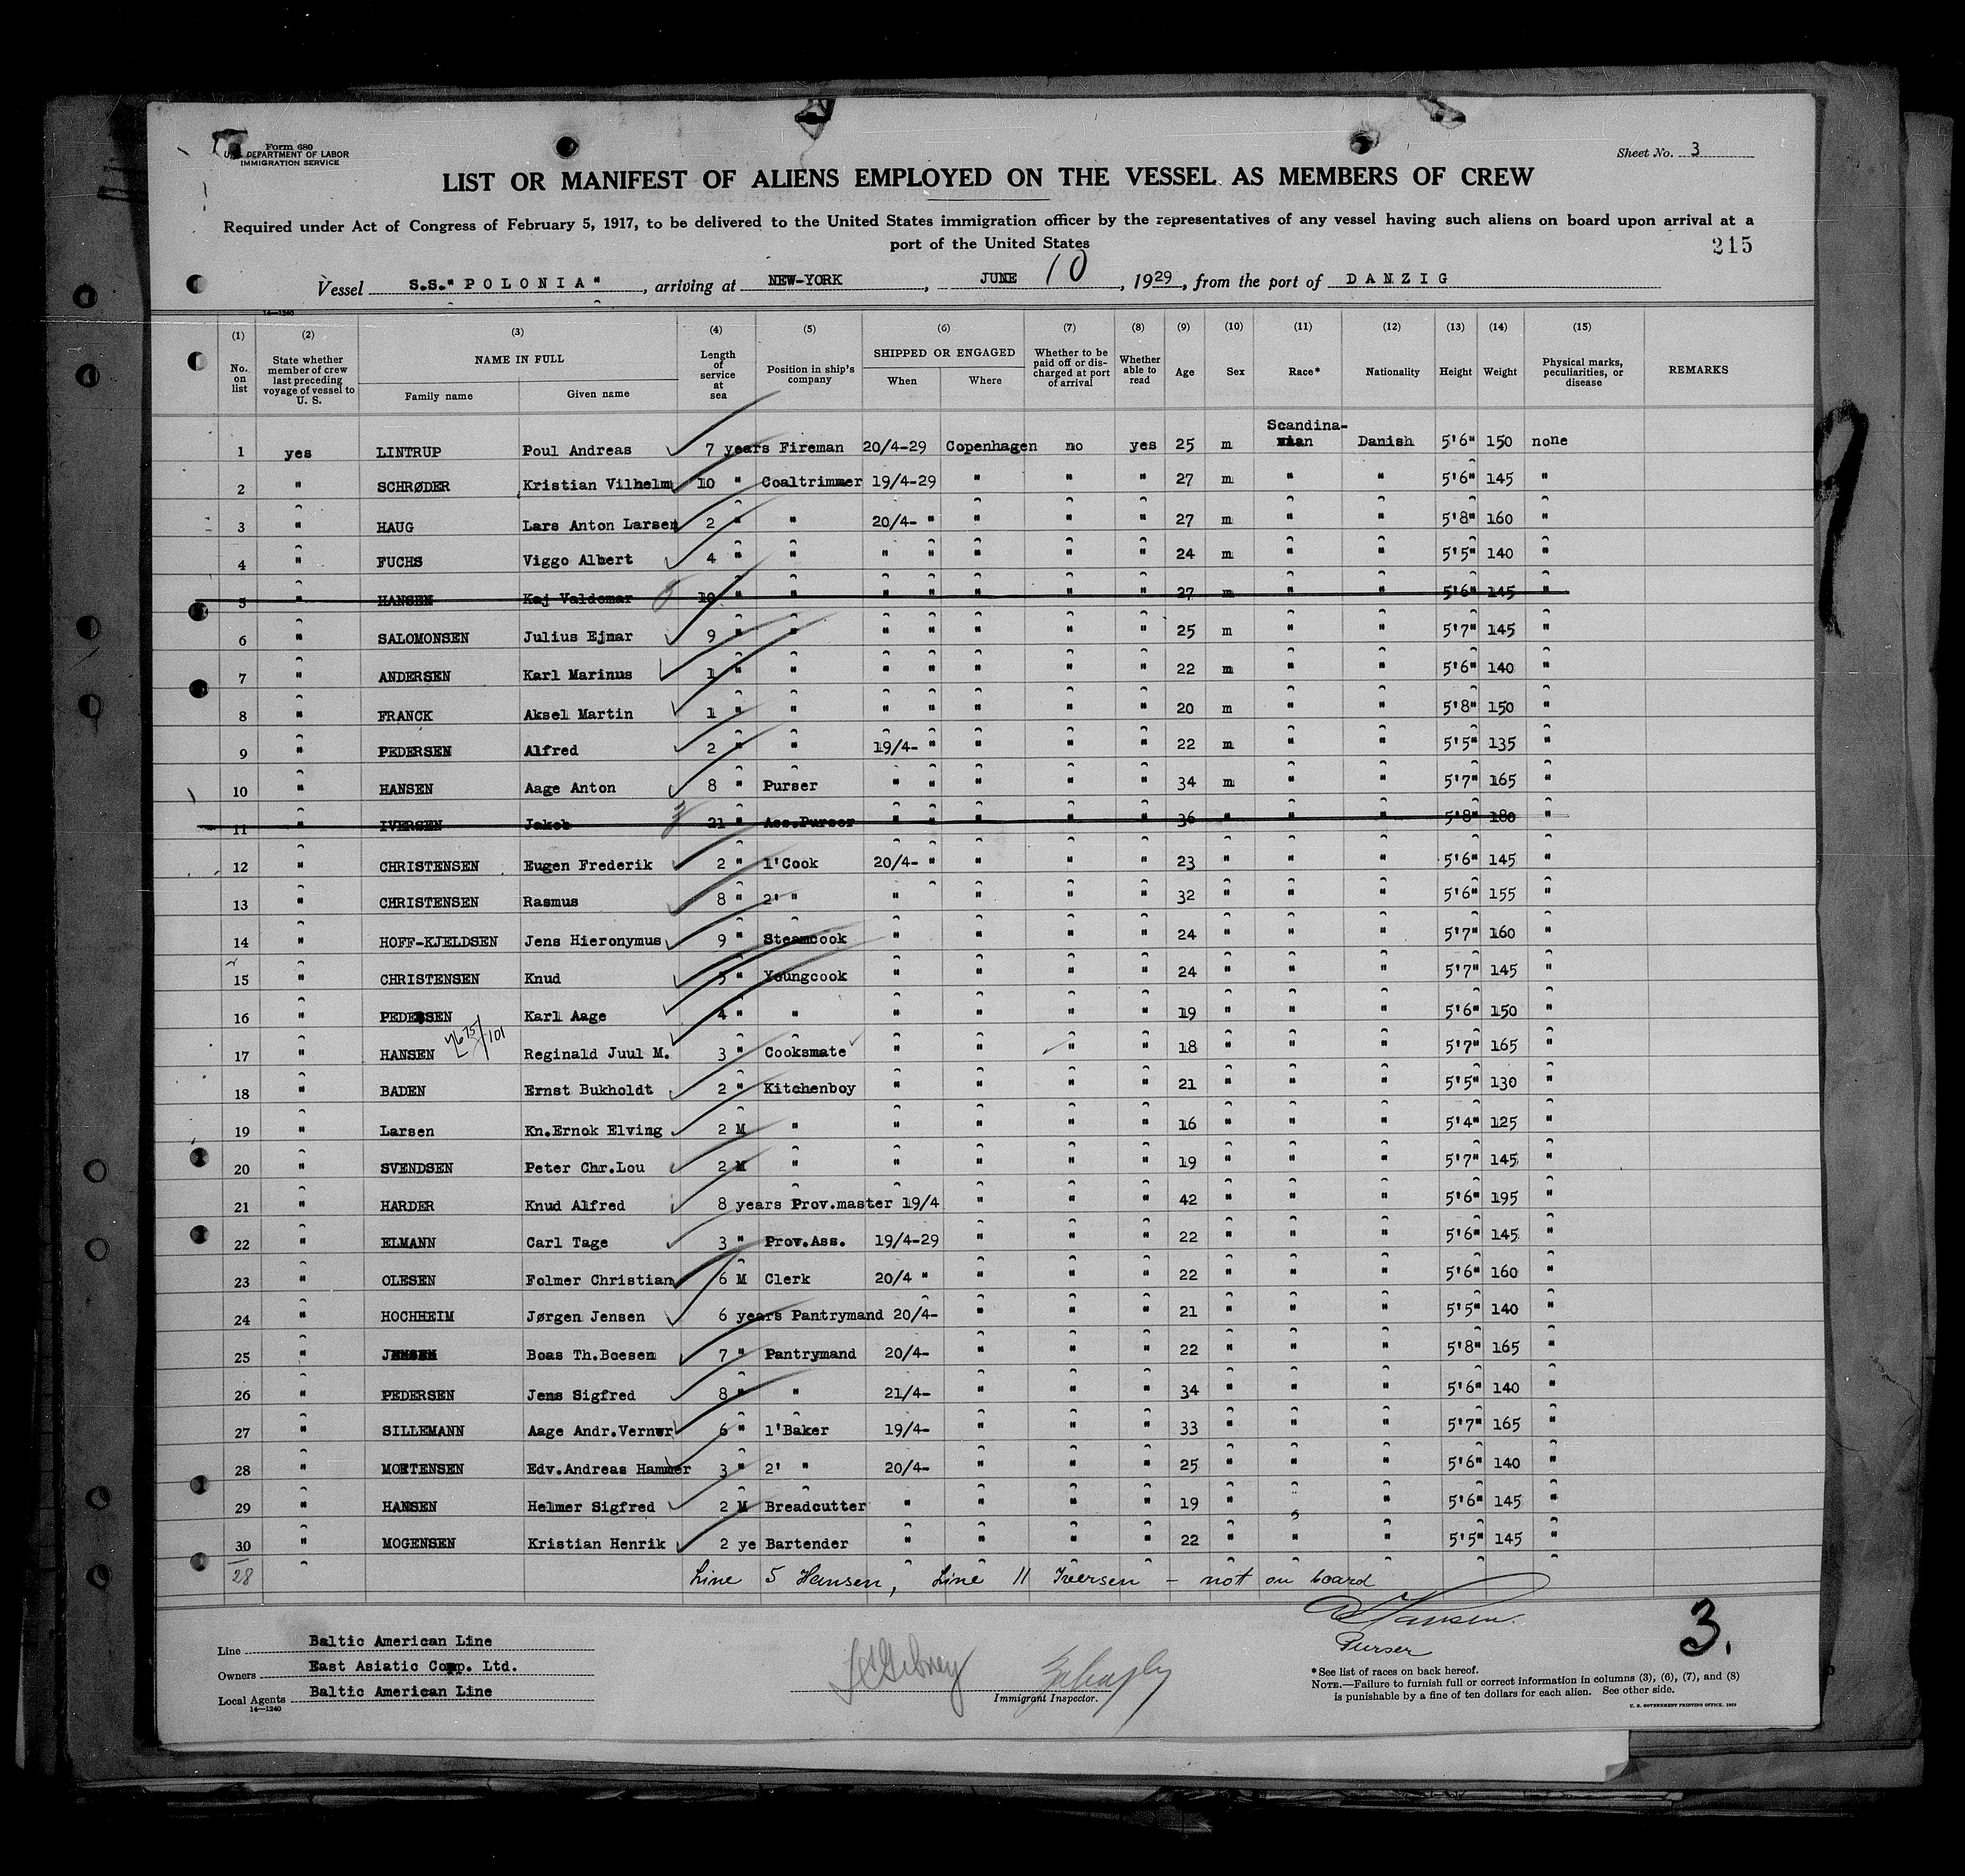 Form 680
U.S. DEPARTMENT OF LABOR
IMMIGRATION SERVICE
Sheet No. 3
LIST OR MANIFEST OF ALIENS EMPLOYED ON THE VESSEL AS MEMBERS OF CREW
Required under Act of Congress of February 5, 1917, to be delivered to the United States immigration officer by the representatives of any vessel having such aliens on board upon arrival at a
port of the United States
215
Vessel S.S." P O L O N I A ", arriving at NEW-YORK, JUNE 10, 1929, from the port of D A N Z I G
14—1240
(1) (2) (3) (4) (5) (6) (7) (8) (9) (10) (11) (12) (13) (14) (15)
No. on list State whether member of crew last preceding voyage of vessel to U. S. NAME IN FULL Family name Given name Length of service at sea Position in ship's company SHIPPED OR ENGAGED When Where Whether to be paid off or discharged at port of arrival Whether able to read Age Sex Race* Nationality Height Weight Physical marks, peculiarities, or disease REMARKS
1 yes LINTRUP Poul Andreas 7 years Fireman 20/4-29 Copenhagen no yes 25 m Scandina-vian Danish 5'6" 150 none
2 " SCHRØDER Kristian Vilhelm 10 " Coaltrimmer 19/4-29 " " " 27 m " " 5'6" 145 "
3 " HAUG Lars Anton Larsen 2 " " 20/4- " " " " 27 m " " 5'8" 160 "
4 " FUCHS Viggo Albert 4 " " " " " " " 24 m " " 5'5" 140 "
5 " HANSEN Kaj Valdemar 10 " " " " " " " 27 m " " 5'6" 145 "
6 " SALOMONSEN Julius Ejnar 9 " " " " " " " 25 m " " 5'7" 145 "
7 " ANDERSEN Karl Marinus 1 " " " " " " " 22 m " " 5'6" 140 "
8 " FRANCK Aksel Martin 1 " " " " " " " 20 m " " 5'8" 150 "
9 " PEDERSEN Alfred 2 " " 19/4- " " " " 22 m " " 5'5" 135 "
10 " HANSEN Aage Anton 8 " Purser " " " " " 34 m " " 5'7" 165 "
11 " IVERSEN Jakob 21 " Ass.Purser " " " " " 36 " " " 5'8" 180 "
12 " CHRISTENSEN Eugen Frederik 2 " 1'Cook 20/4- " " " " 23 " " " 5'6" 145 "
13 " CHRISTENSEN Rasmus 8 " 2' " " " " " 32 " " " 5'6" 155 "
14 " HOFF-KJELDSEN Jens Hieronymus 9 " Steamcook " " " " 24 " " " 5'7" 160 "
15 " CHRISTENSEN Knud 5 " Youngcook " " " " 24 " " " 5'7" 145 "
16 " PEDERSEN Karl Aage 4 " " " " " " 19 " " " 5'6" 150 "
17 " HANSEN Reginald Juul M. 3 " Cooksmate " " " " 18 " " " 5'7" 165 "
18 " BADEN Ernst Bukholdt 2 " Kitchenboy " " " " 21 " " " 5'5" 130 "
19 " Larsen Kn.Ernok Elving 2 M " " " " " 16 " " " 5'4" 125 "
20 " SVENDSEN Peter Chr.Lou 2 M " " " " " 19 " " " 5'7" 145 "
21 " HARDER Knud Alfred 8 years Prov.master 19/4 " " " 42 " " " 5'6" 195 "
22 " ELMANN Carl Tage 3 " Prov.Ass. 19/4-29 " " " 22 " " " 5'6" 145 "
23 " OLESEN Folmer Christian 6 M Clerk 20/4 " " " " 22 " " " 5'6" 160 "
24 " HOCHHEIM Jørgen Jensen 6 years Pantrymand 20/4- " " " 21 " " " 5'5" 140 "
25 " JENSEN Boas Th.Boesen 7 " Pantrymand 20/4- " " " 22 " " " 5'8" 165 "
26 " PEDERSEN Jens Sigfred 8 " " 21/4- " " " 34 " " " 5'6" 140 "
27 " SILLEMANN Aage Andr.Verner 6 " 1'Baker 19/4- " " " 33 " " " 5'7" 165 "
28 " MORTENSEN Edv.Andreas Hammer 3 " 2' " 20/4- " " " 25 " " " 5'6" 140 "
29 " HANSEN Helmer Sigfred 2 M Breadcutter " " " " 19 " " " 5'6" 145 "
30 " MOGENSEN Kristian Henrik 2 ye Bartender " " " " 22 " " " 5'5" 145 "
28 Line 5 Hansen, Line 11 Iversen - not on board
Hansen.
Purser
3.
Line Baltic American Line
Owners East Asiatic Comp. Ltd.
Local Agents Baltic American Line
14—1240
Immigrant Inspector.
*See list of races on back hereof.
NOTE.—Failure to furnish full or correct information in columns (3), (6), (7), and (8)
is punishable by a fine of ten dollars for each alien. See other side.
U. S. GOVERNMENT PRINTING OFFICE: 1929